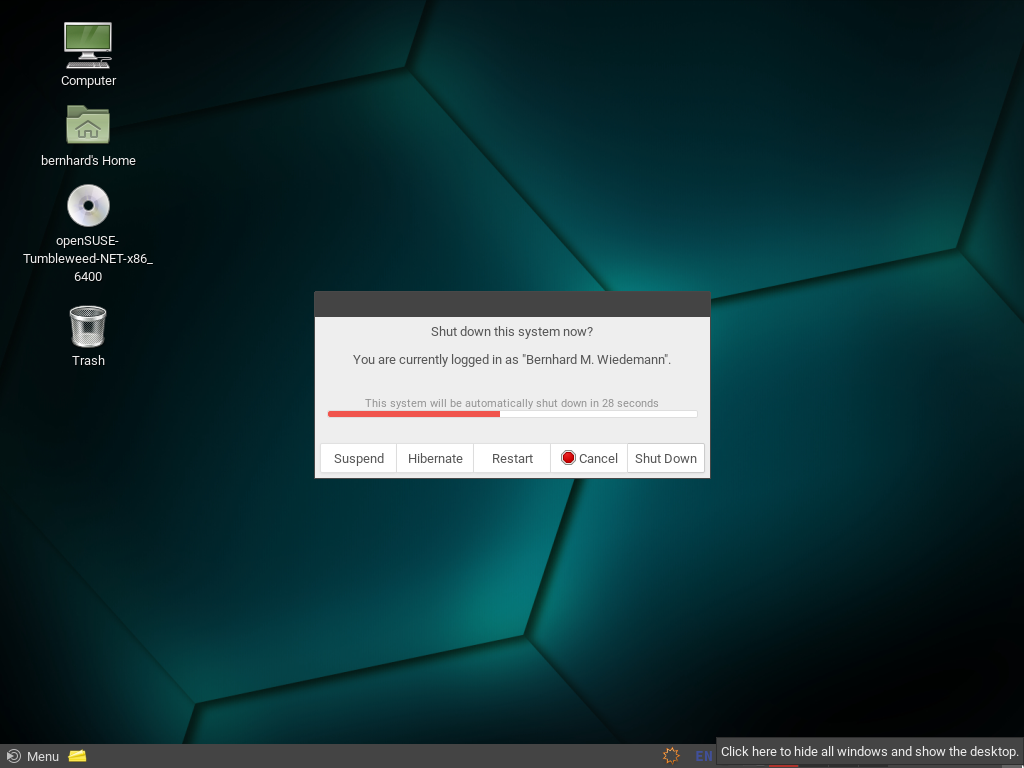 Computer
bernhard's Home
openSUSE-
Tumbleweed-NET-x86_
6400
Trash
Shut down this system now?
You are currently logged in as "Bernhard M. Wiedemann".
This system will be automatically shut down in 28 seconds
Suspend
Hibernate
Restart
Cancel
Shut Down
Menu
EN
Click here to hide all windows and show the desktop.